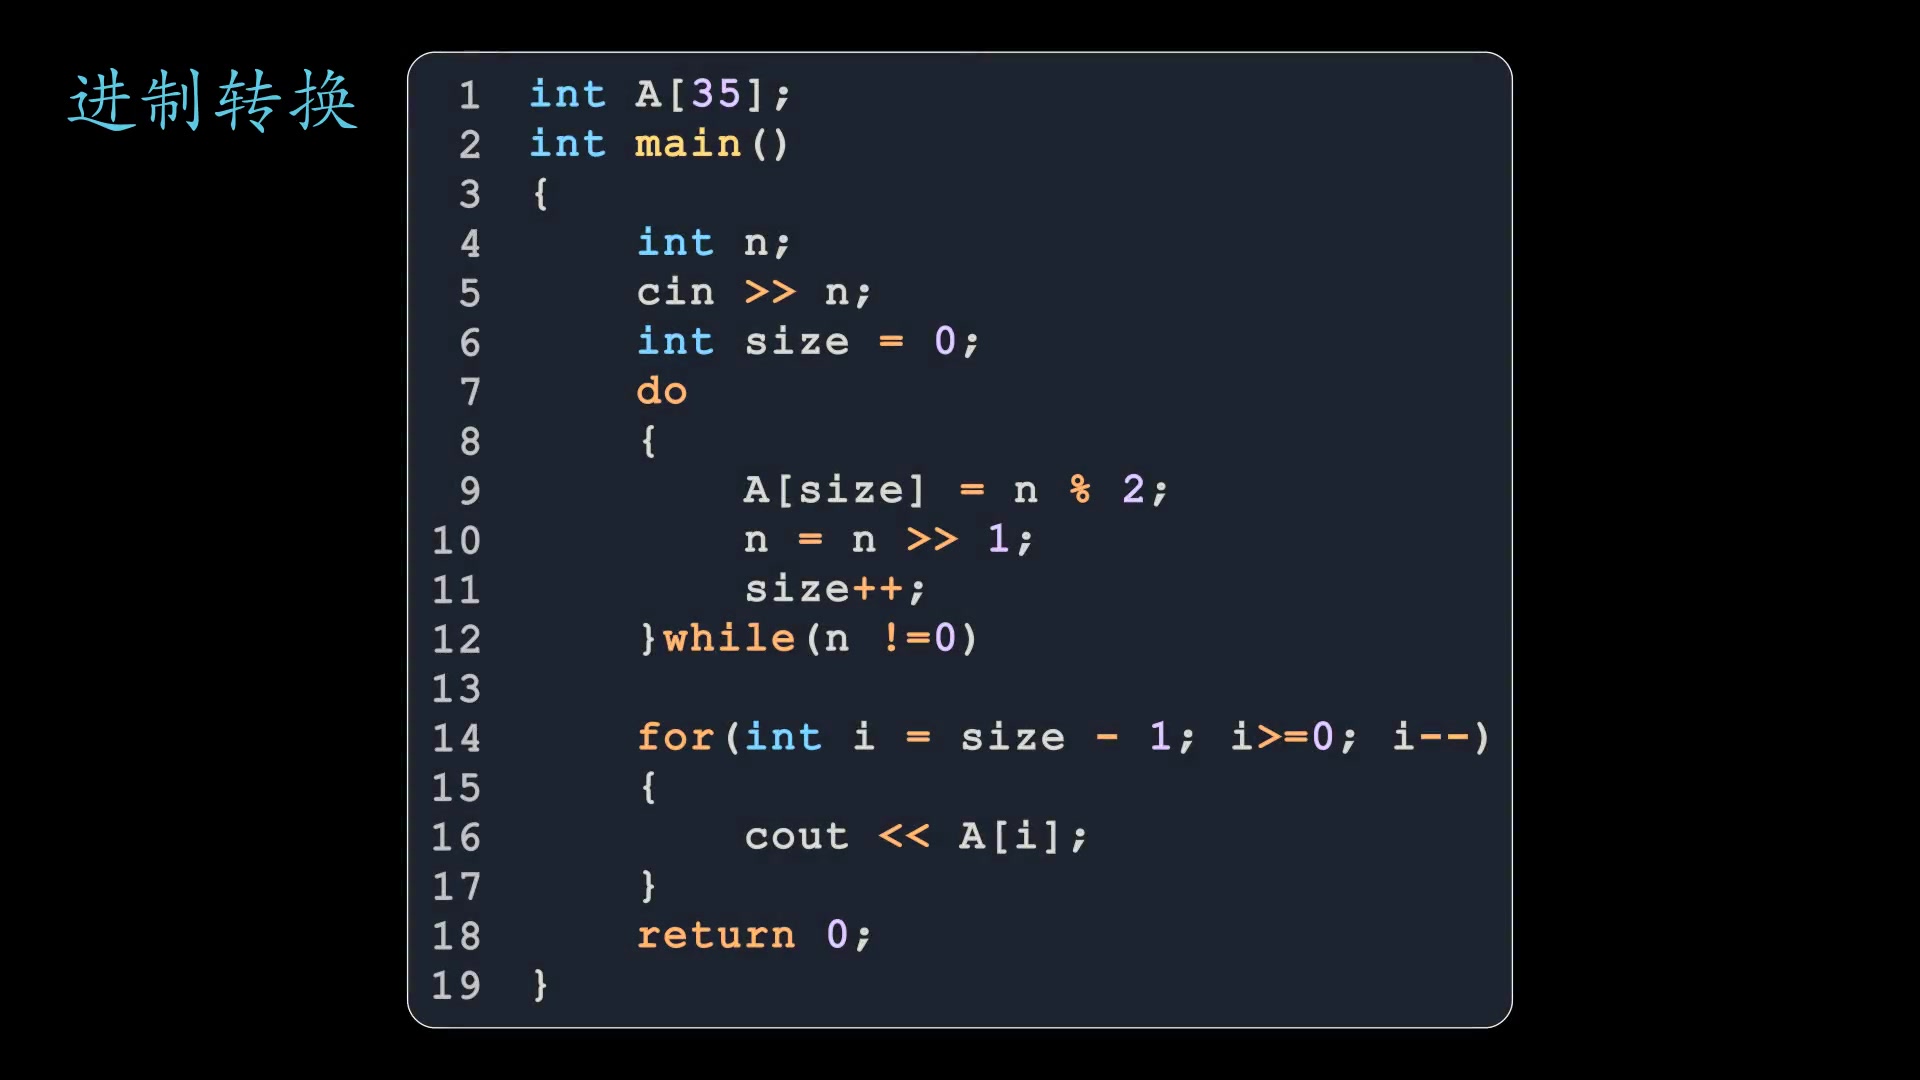 进制转换
1 int A[35];
2 int main()
3 {
4 int n;
5 cin >> n;
6 int size = 0;
7 do
8 {
9 A[size] = n % 2;
10 n = n >> 1;
11 size++;
12 }while(n !=0)
13
14 for(int i = size - 1; i>=0; i--)
15 {
16 cout << A[i];
17 }
18 return 0;
19 }